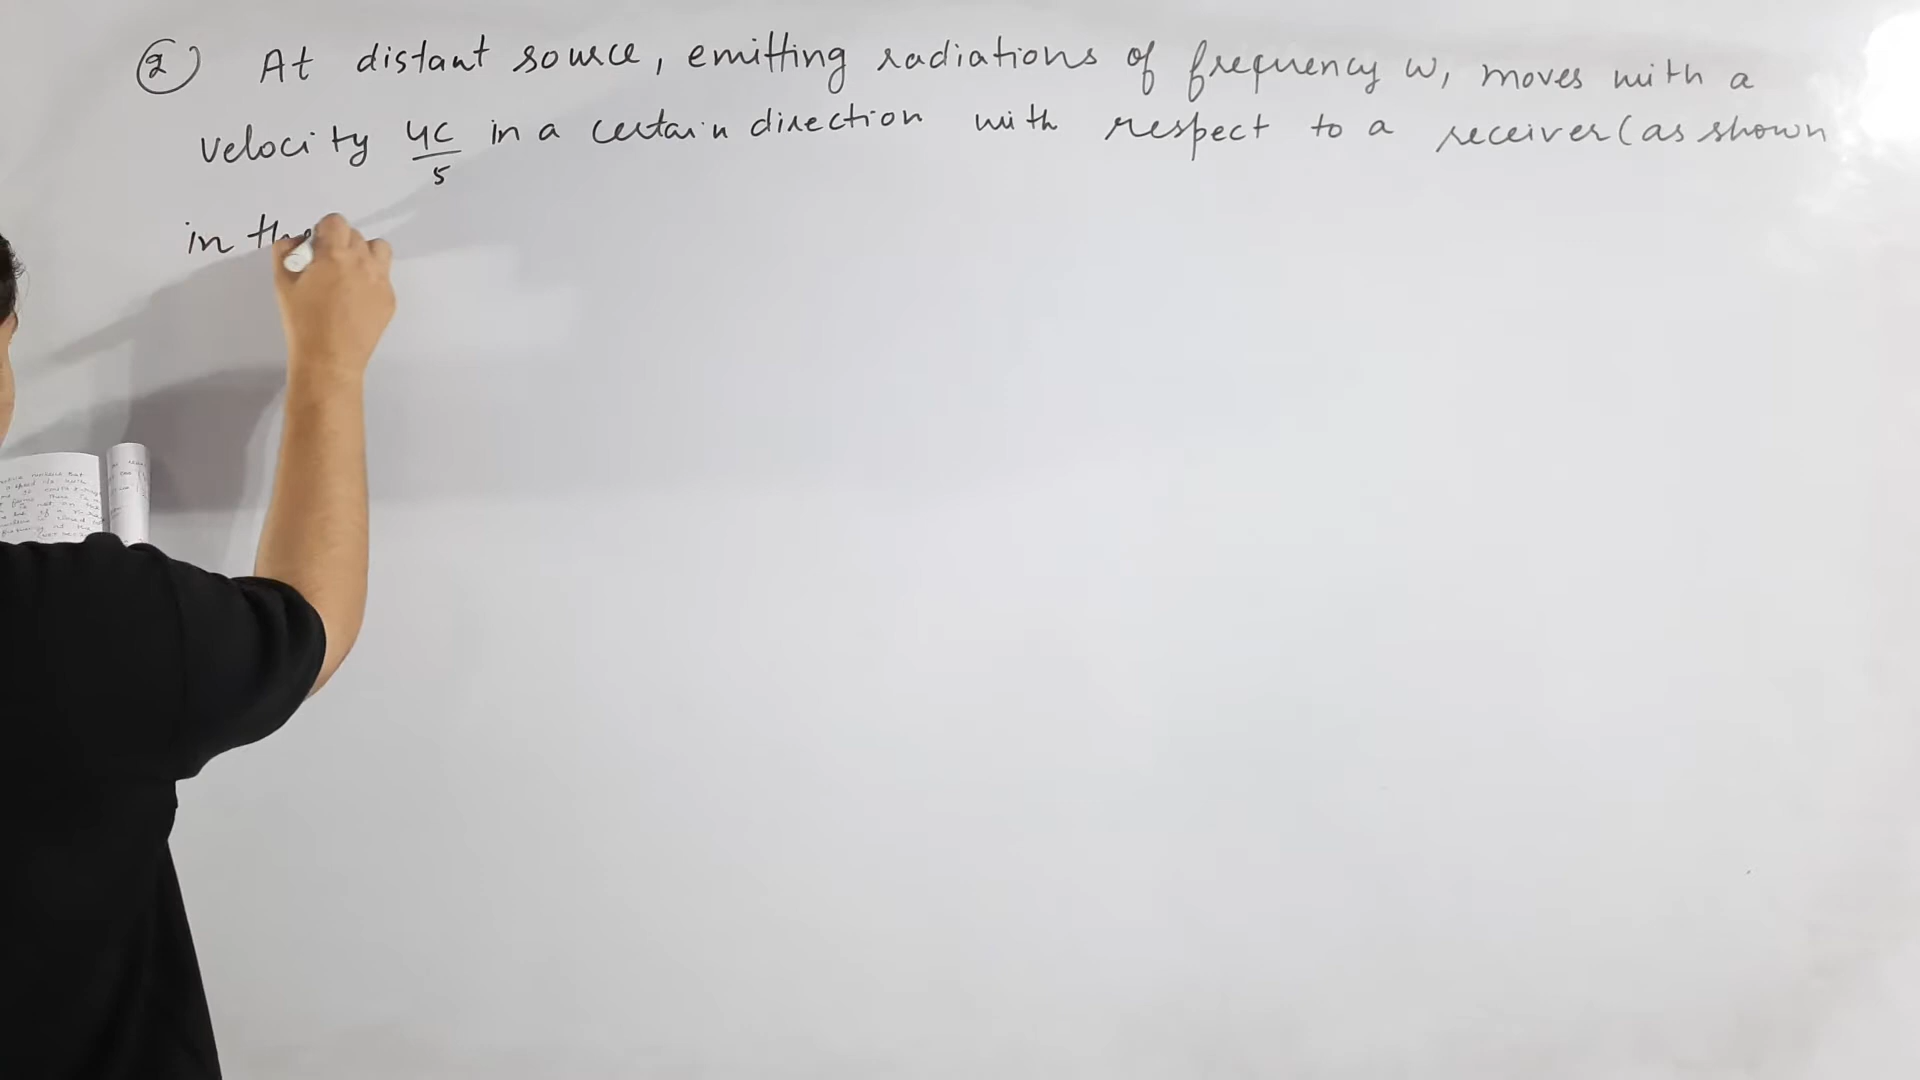 ② At distant source, emitting radiations of frequency ω, moves with a
velocity 4c/5 in a certain direction with respect to a receiver (as shown
in the